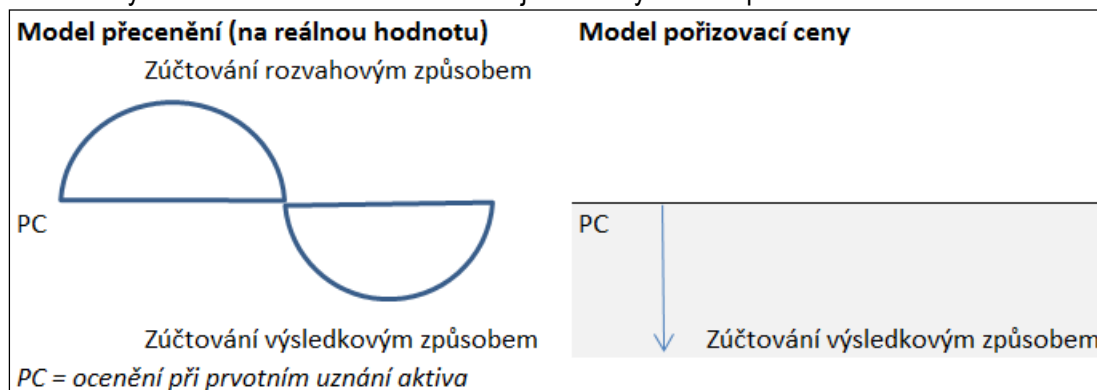 Model přecenění (na reálnou hodnotu)
Zúčtování rozvahovým způsobem
PC
Zúčtování výsledkovým způsobem
PC = ocenění při prvotním uznání aktiva
Model pořizovací ceny
PC
Zúčtování výsledkovým způsobem